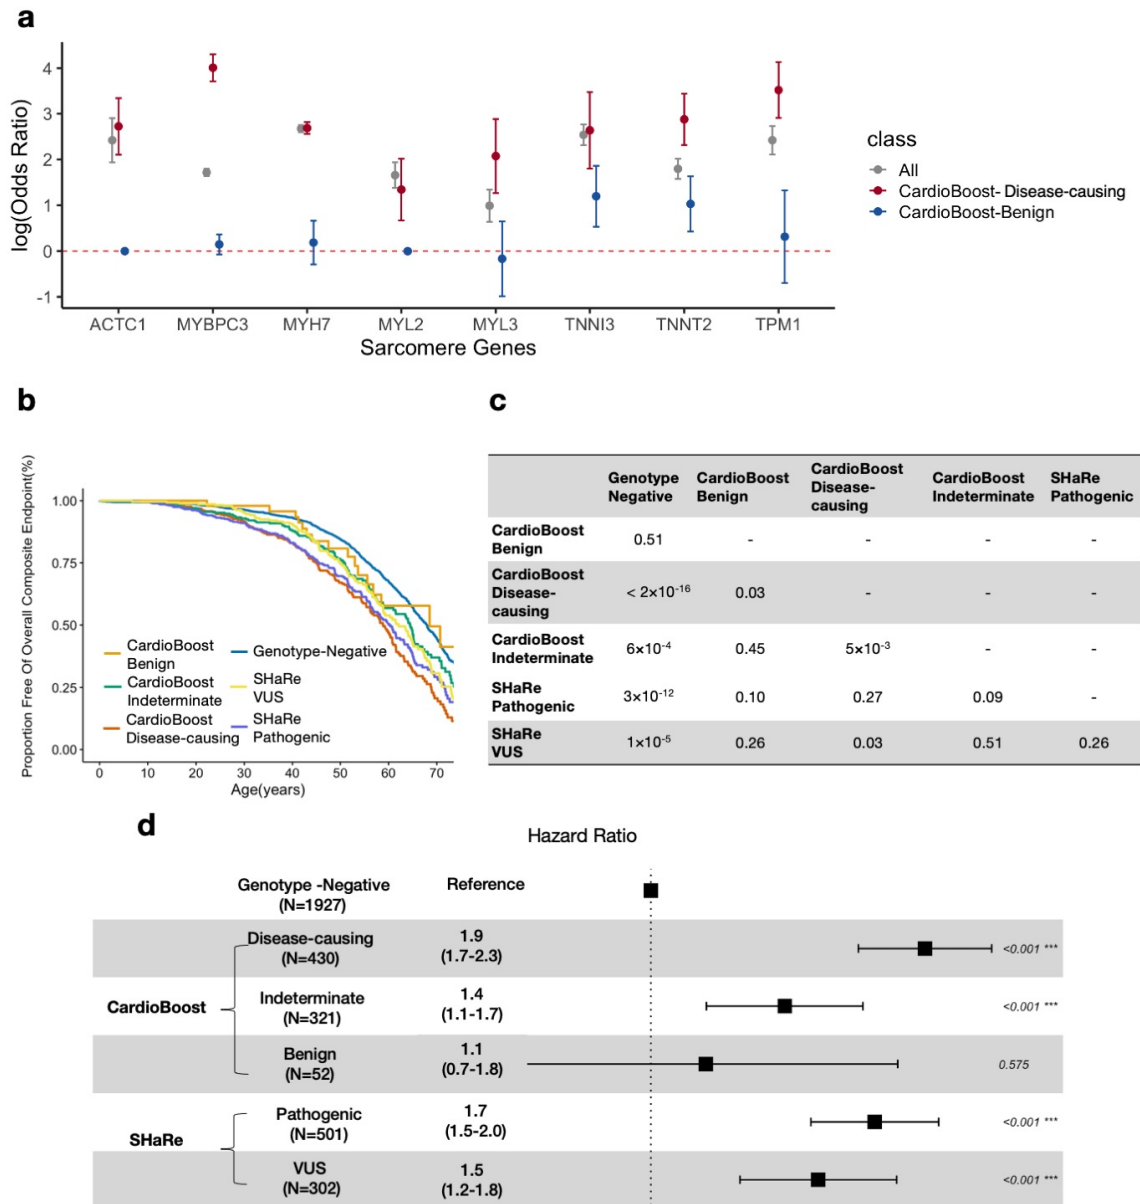 a
log(Odds Ratio)
4
3
2
1
0
-1
ACTC1 MYBPC3 MYH7 MYL2 MYL3 TNNI3 TNNT2 TPM1
Sarcomere Genes
class
All
CardioBoost- Disease-causing
CardioBoost-Benign
b
Proportion Free Of Overall Composite Endpoint(%)
1.00
0.75
0.50
0.25
0.00
0 10 20 30 40 50 60 70
Age(years)
CardioBoost
Benign
CardioBoost
Indeterminate
CardioBoost
Disease-causing
Genotype-Negative
SHaRe
VUS
SHaRe
Pathogenic
c
Genotype
Negative
CardioBoost
Benign
CardioBoost
Disease-
causing
CardioBoost
Indeterminate
SHaRe
Pathogenic
CardioBoost
Benign
0.51 - - - -
CardioBoost
Disease-
causing
< 2×10-16 0.03 - - -
CardioBoost
Indeterminate
6×10-4 0.45 5×10-3 - -
SHaRe
Pathogenic
3×10-12 0.10 0.27 0.09 -
SHaRe
VUS
1×10-5 0.26 0.03 0.51 0.26
d
Hazard Ratio
Genotype -Negative
(N=1927)
Reference
CardioBoost
Disease-causing
(N=430)
1.9
(1.7-2.3)
<0.001 ***
Indeterminate
(N=321)
1.4
(1.1-1.7)
<0.001 ***
Benign
(N=52)
1.1
(0.7-1.8)
0.575
SHaRe
Pathogenic
(N=501)
1.7
(1.5-2.0)
<0.001 ***
VUS
(N=302)
1.5
(1.2-1.8)
<0.001 ***